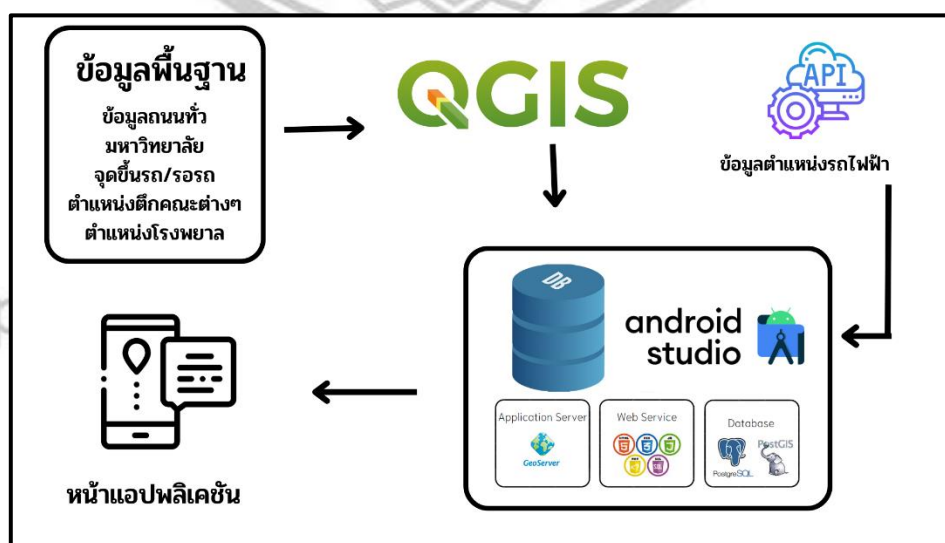 ข้อมูลพื้นฐาน
ข้อมูลถนนทั่ว
มหาวิทยาลัย
จุดขึ้นรถ/รอรถ
ตำแหน่งตึกคณะต่างๆ
ตำแหน่งโรงพยาล
QGIS
API
ข้อมูลตำแหน่งรถไฟฟ้า
DB
android
studio
Application Server
GeoServer
Web Service
Database
PostgreSQL
PostGIS
หน้าแอปพลิเคชัน